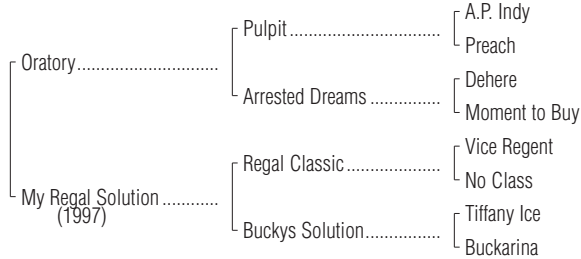 A.P. Indy
Pulpit
Preach
Oratory
Dehere
Arrested Dreams
Moment to Buy
Vice Regent
Regal Classic
No Class
My Regal Solution
(1997)
Tiffany Ice
Buckys Solution
Buckarina